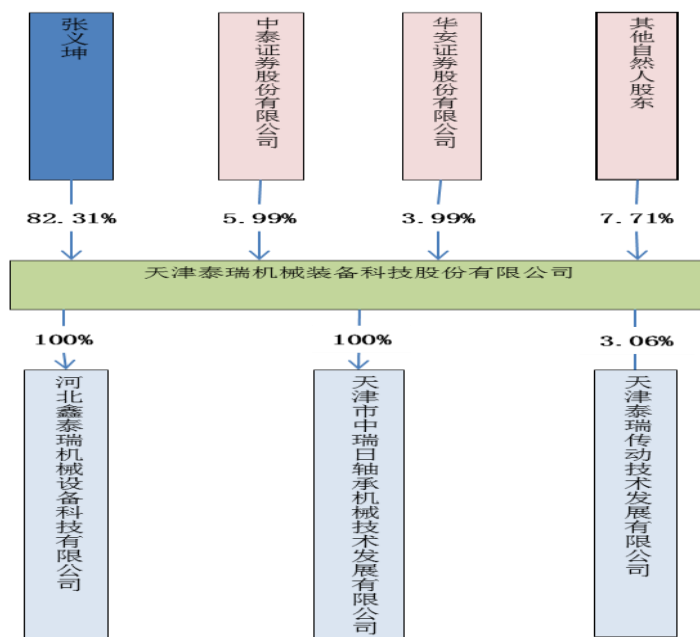 张义坤
中泰证券股份有限公司
华安证券股份有限公司
其他自然人股东
82.31%
5.99%
3.99%
7.71%
天津泰瑞机械装备科技股份有限公司
100%
100%
3.06%
河北鑫泰瑞机械设备科技有限公司
天津市中瑞日轴承机械技术发展有限公司
天津泰瑞传动技术发展有限公司